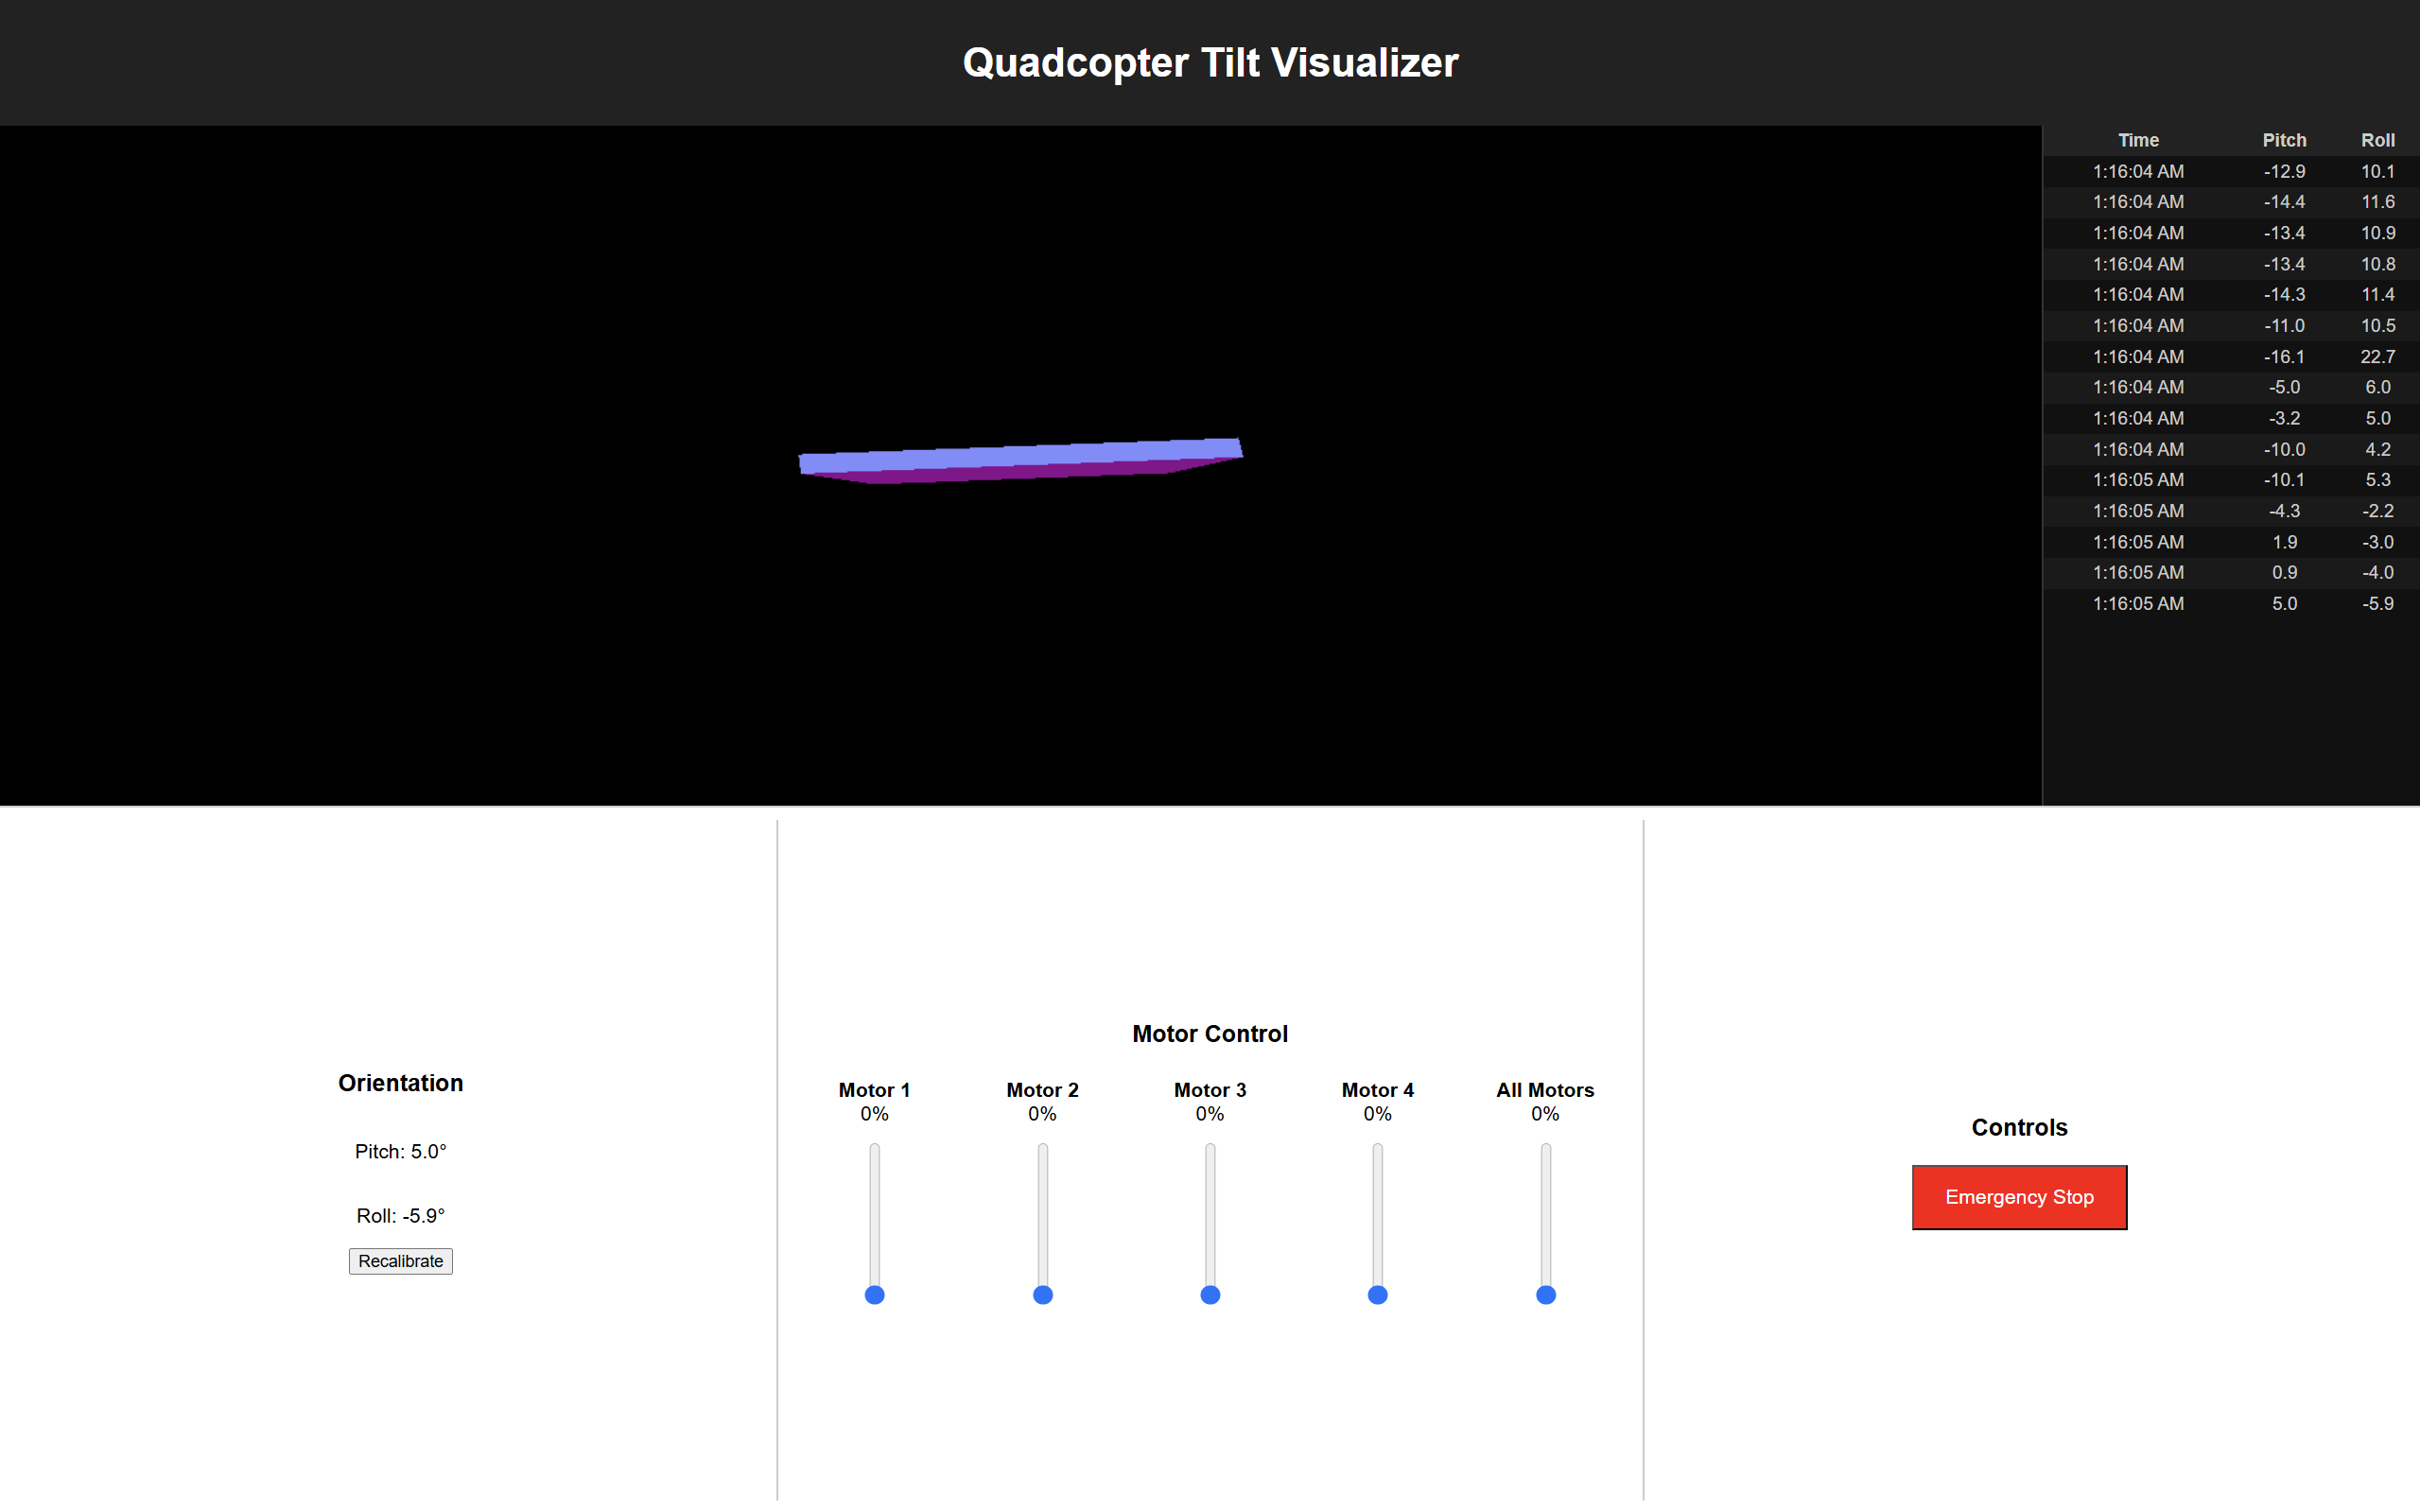 Quadcopter Tilt Visualizer
Time Pitch Roll
1:16:04 AM -12.9 10.1
1:16:04 AM -14.4 11.6
1:16:04 AM -13.4 10.9
1:16:04 AM -13.4 10.8
1:16:04 AM -14.3 11.4
1:16:04 AM -11.0 10.5
1:16:04 AM -16.1 22.7
1:16:04 AM -5.0 6.0
1:16:04 AM -3.2 5.0
1:16:04 AM -10.0 4.2
1:16:05 AM -10.1 5.3
1:16:05 AM -4.3 -2.2
1:16:05 AM 1.9 -3.0
1:16:05 AM 0.9 -4.0
1:16:05 AM 5.0 -5.9
Orientation
Pitch: 5.0°
Roll: -5.9°
Recalibrate
Motor Control
Motor 1 Motor 2 Motor 3 Motor 4 All Motors
0% 0% 0% 0% 0%
Controls
Emergency Stop